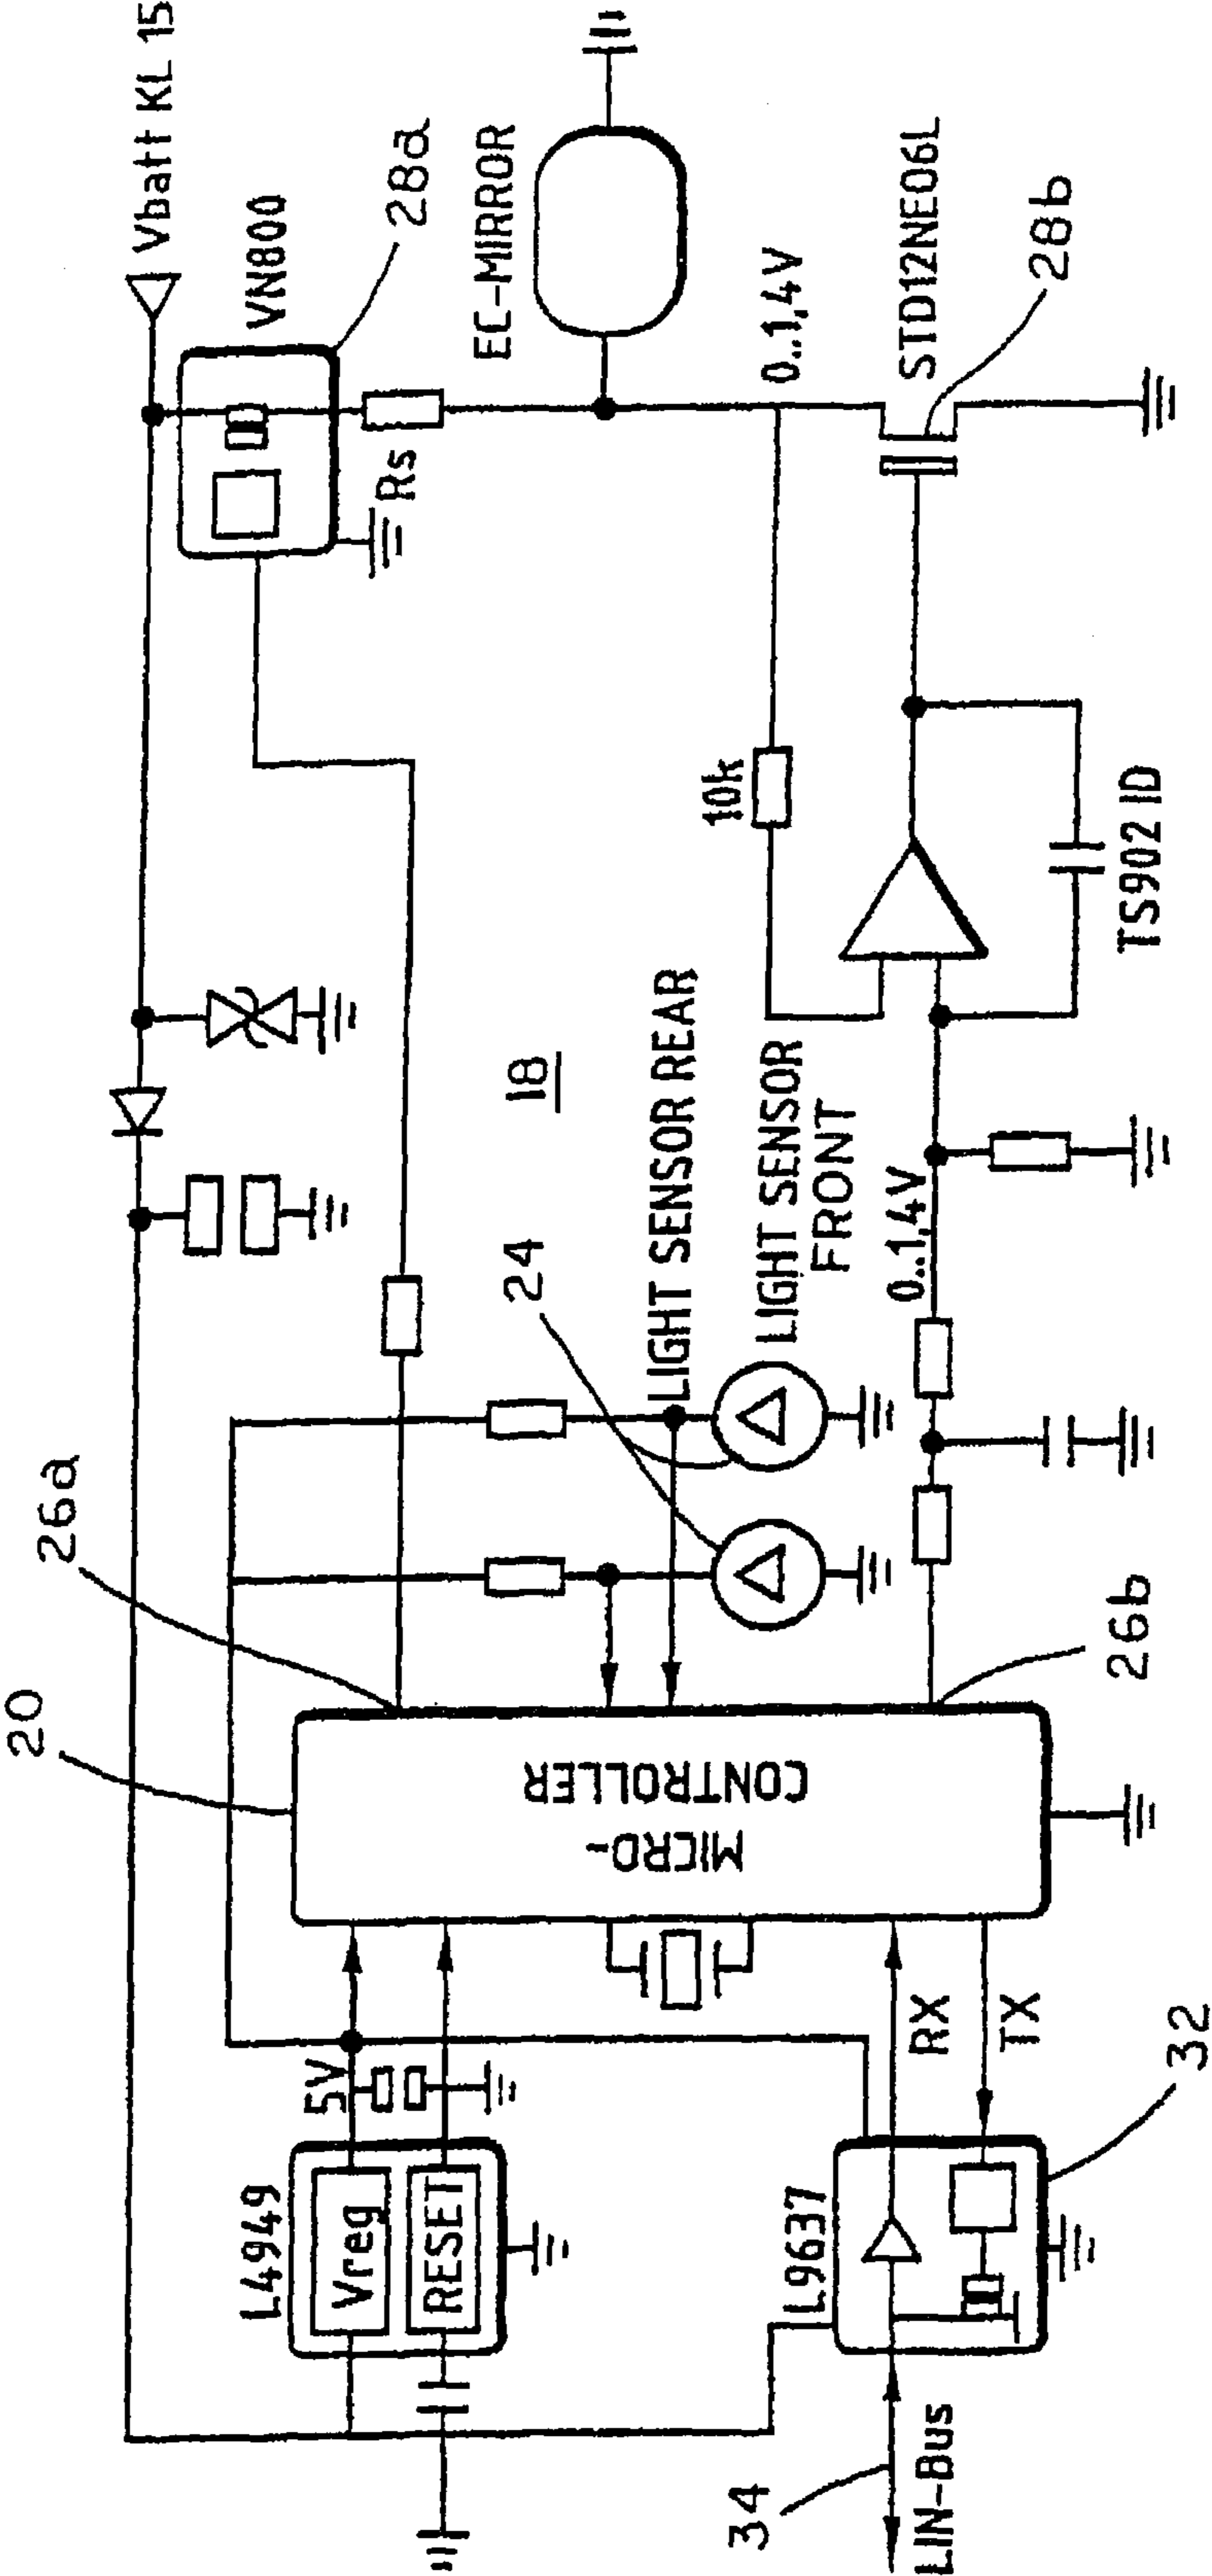 Vbatt KL 15
VN800
28a
Rs
EC-MIRROR
0..1,4V
STD12NE06L
28b
10k
TS902 ID
18
LIGHT SENSOR REAR
LIGHT SENSOR
FRONT
24
0..1,4V
26a
26b
20
MICRO-
CONTROLLER
5V
L4949
Vreg
RESET
RX
TX
L9637
32
34
LIN-Bus